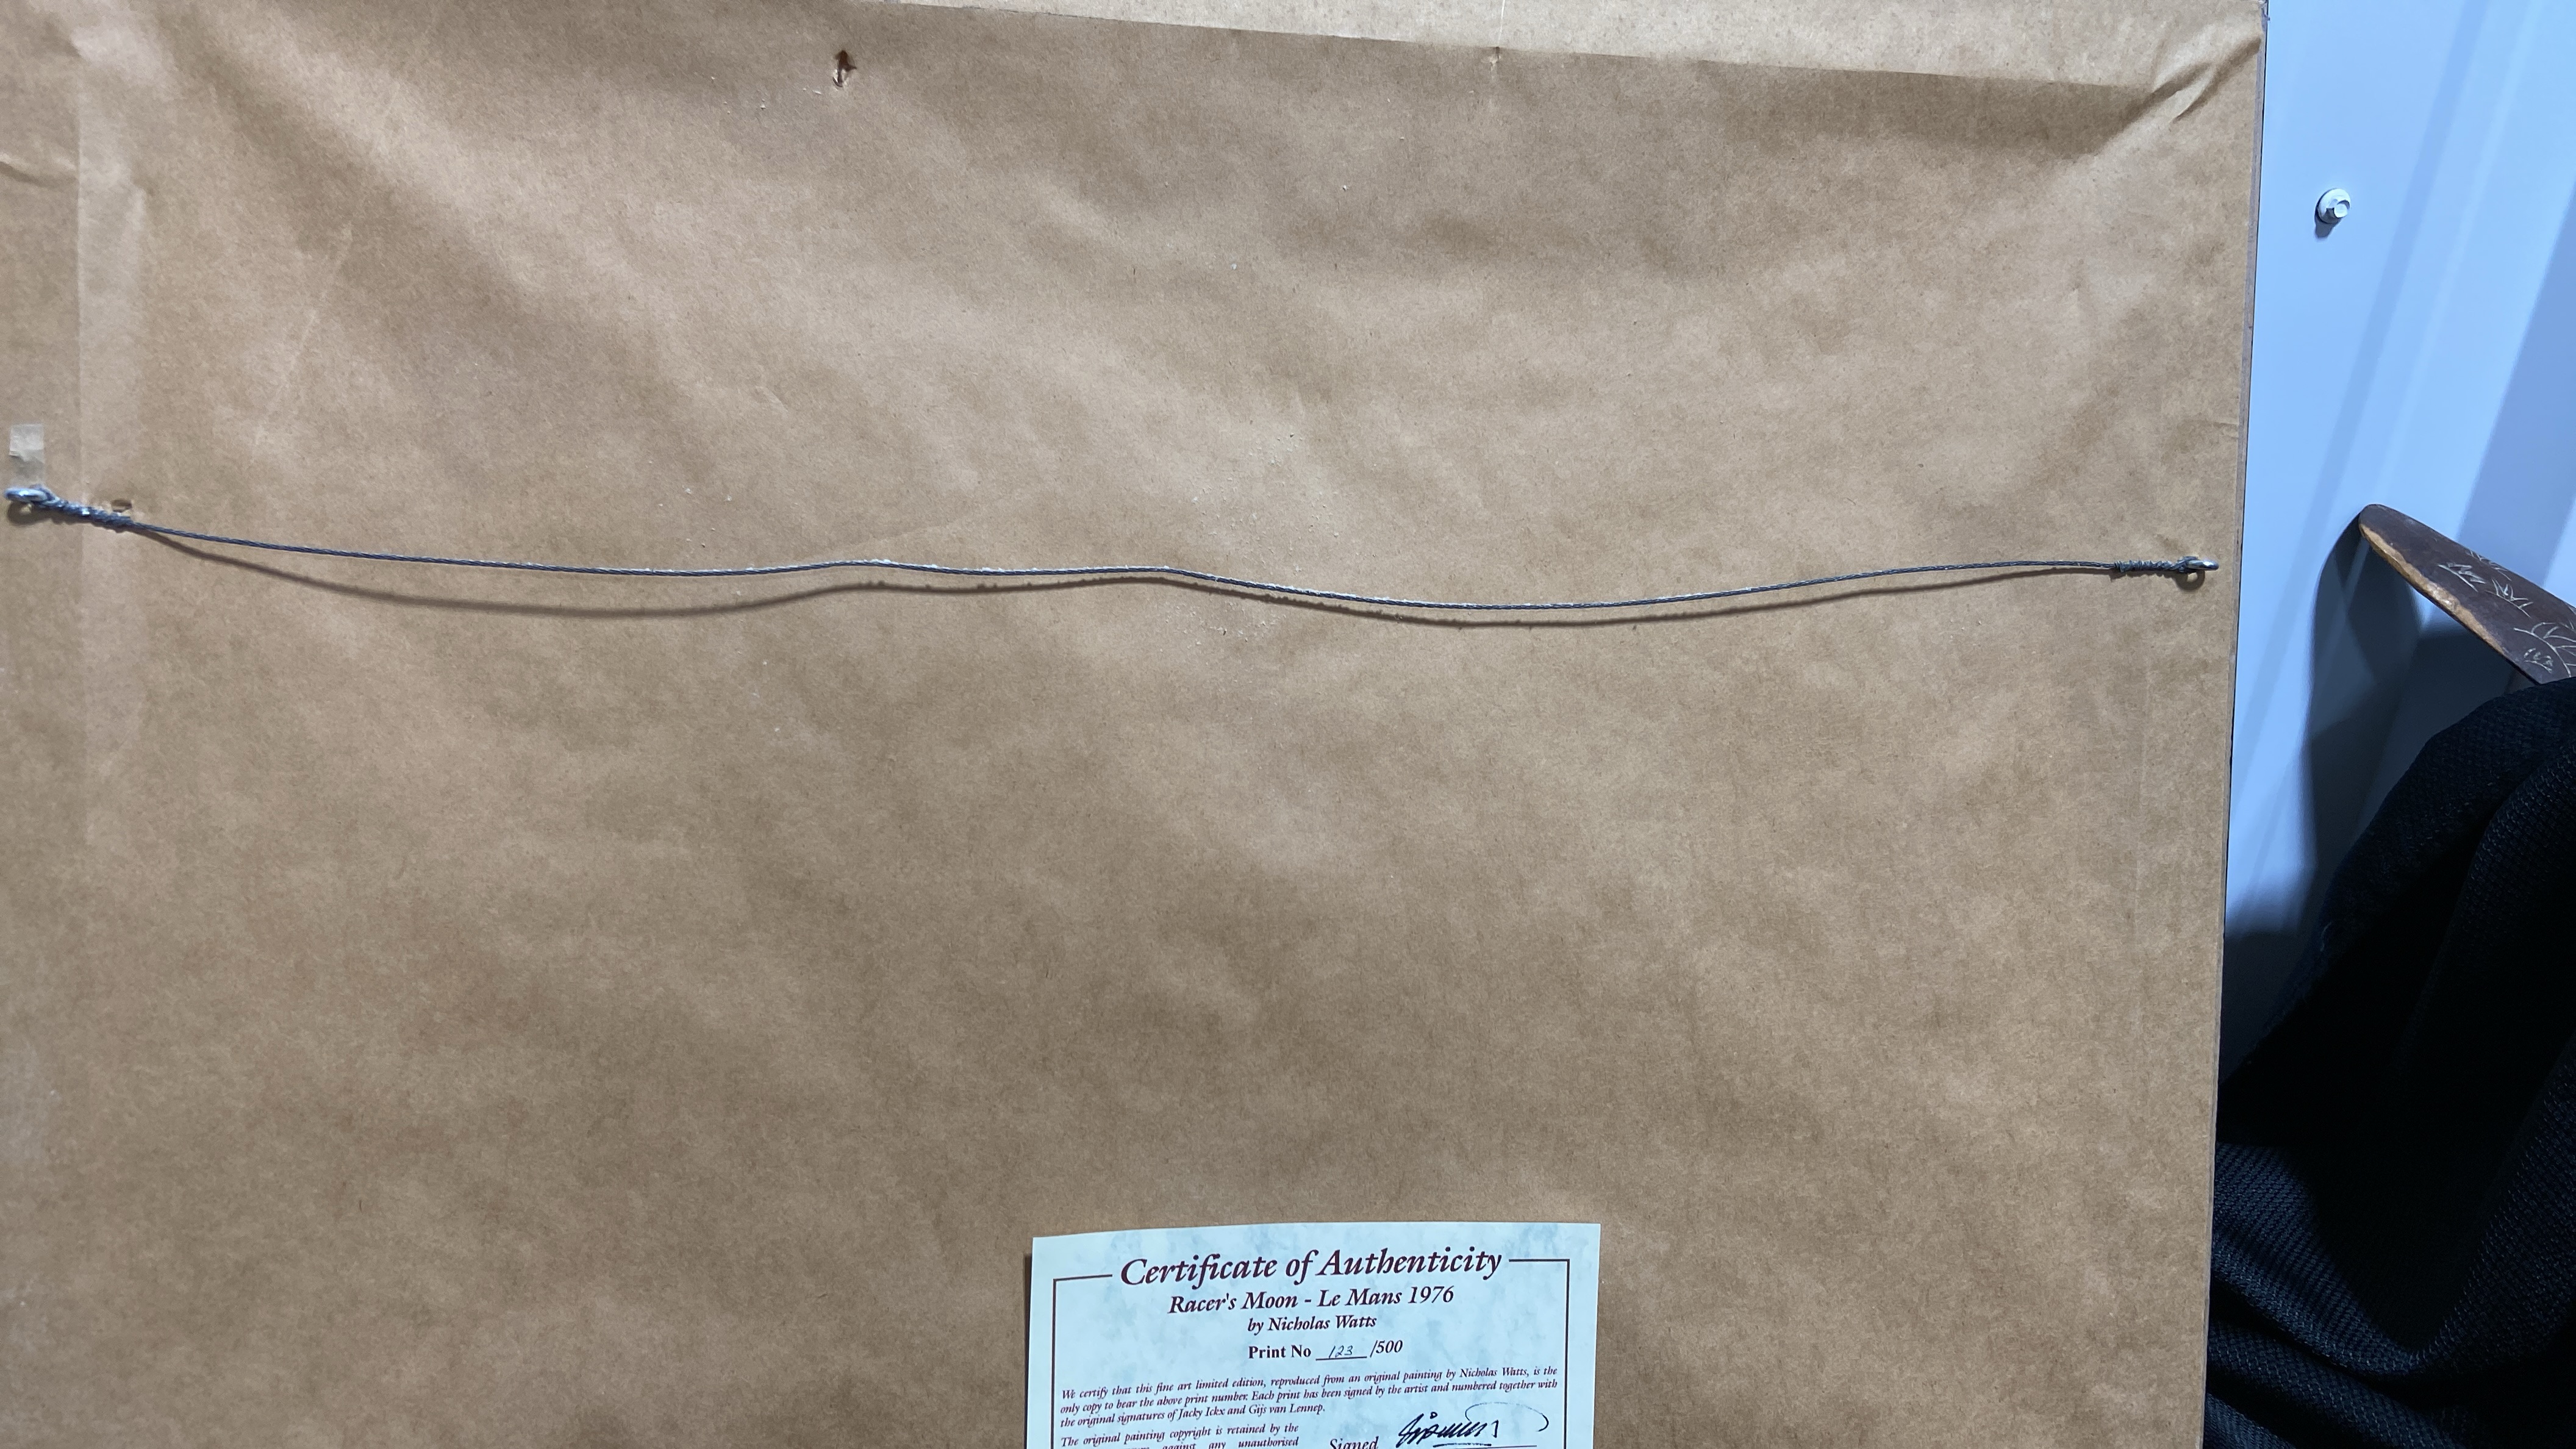 Certificate of Authenticity
Racer's Moon - Le Mans 1976
by Nicholas Watts
Print No 123 /500
We certify that this fine art limited edition, reproduced from an original painting by Nicholas Watts, is the
only copy to bear the above print number. Each print has been signed by the artist and numbered together with
the original signatures of Jacky Ickx and Gijs van Lennep.
The original painting copyright is retained by the
against any unauthorised
Signed